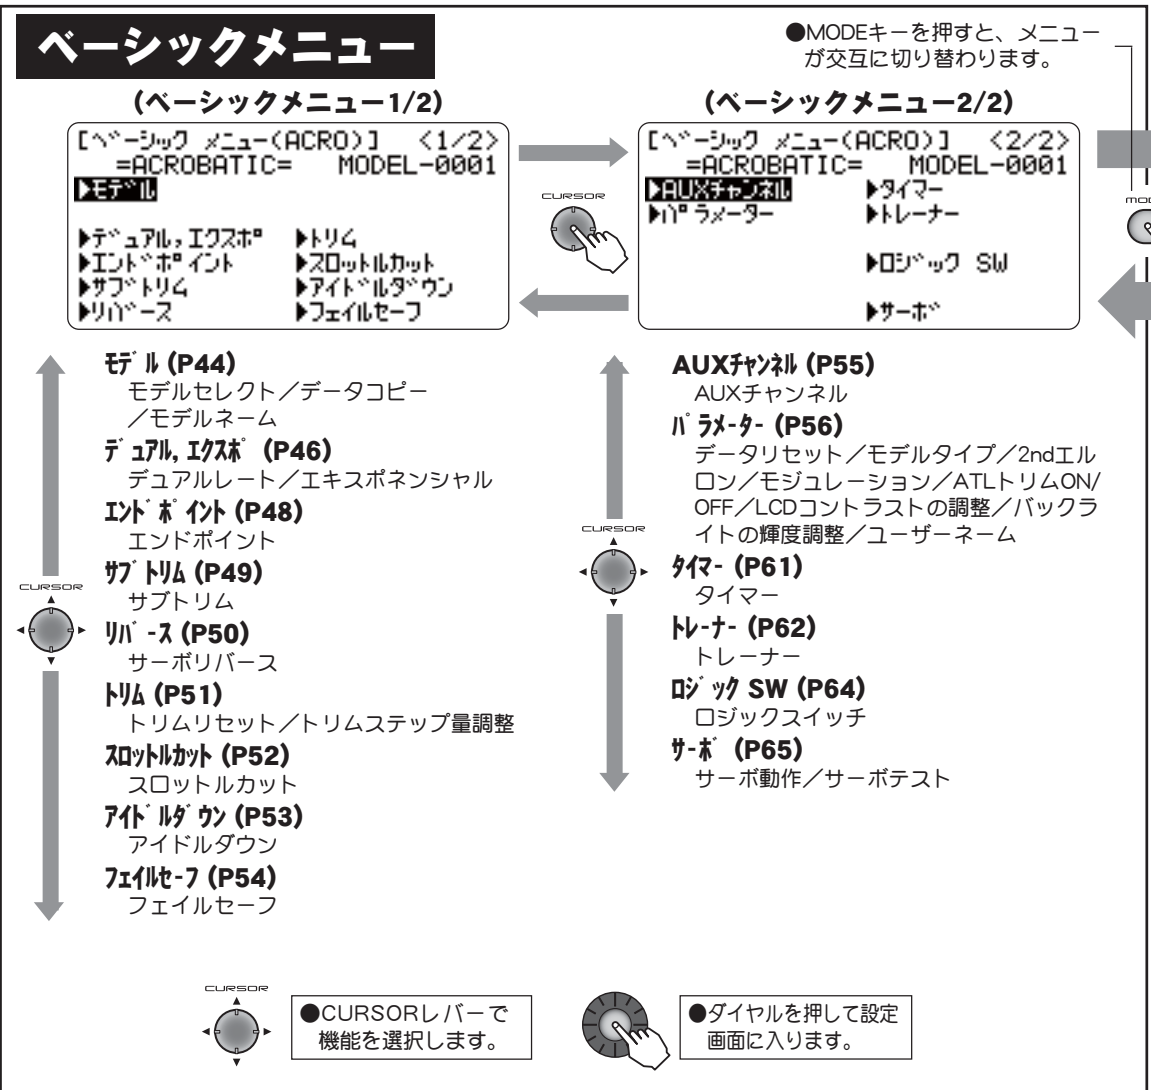 ベーシックメニュー
●MODEキーを押すと、メニュー
が交互に切り替わります。
(ベーシックメニュー1/2)
[ベーシック メニュー(ACRO)] <1/2>
=ACROBATIC= MODEL-0001
▶モデル
▶デュアル,エクスポ ▶トリム
▶エンドポイント ▶スロットルカット
▶サブトリム ▶アイドルダウン
▶リバース ▶フェイルセーフ
CURSOR
(ベーシックメニュー2/2)
[ベーシック メニュー(ACRO)] <2/2>
=ACROBATIC= MODEL-0001
▶AUXチャンネル ▶タイマー
▶パラメーター ▶トレーナー
▶ロジック SW
▶サーボ
CURSOR
モデル (P44)
モデルセレクト/データコピー
/モデルネーム
デュアル, エクスポ (P46)
デュアルレート/エキスポネンシャル
エンドポイント (P48)
エンドポイント
サブトリム (P49)
サブトリム
リバース (P50)
サーボリバース
トリム (P51)
トリムリセット/トリムステップ量調整
スロットルカット (P52)
スロットルカット
アイドルダウン (P53)
アイドルダウン
フェイルセーフ (P54)
フェイルセーフ
CURSOR
AUXチャンネル (P55)
AUXチャンネル
パラメーター (P56)
データリセット/モデルタイプ/2ndエル
ロン/モジュレーション/ATLトリムON/
OFF/LCDコントラストの調整/バックラ
イトの輝度調整/ユーザーネーム
タイマー (P61)
タイマー
トレーナー (P62)
トレーナー
ロジック SW (P64)
ロジックスイッチ
サーボ (P65)
サーボ動作/サーボテスト
CURSOR
●CURSORレバーで
機能を選択します。
●ダイヤルを押して設定
画面に入ります。